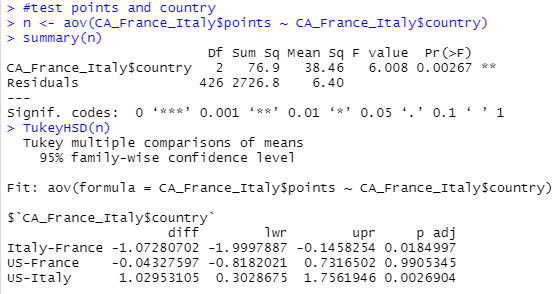 > #test points and country
> n <- aov(CA_France_Italy$points ~ CA_France_Italy$country)
> summary(n)
                         Df Sum Sq Mean Sq F value  Pr(>F)
CA_France_Italy$country   2   76.9   38.46   6.008 0.00267 **
Residuals               426 2726.8    6.40
---
Signif. codes:  0 ‘***’ 0.001 ‘**’ 0.01 ‘*’ 0.05 ‘.’ 0.1 ‘ ’ 1
> TukeyHSD(n)
  Tukey multiple comparisons of means
    95% family-wise confidence level

Fit: aov(formula = CA_France_Italy$points ~ CA_France_Italy$country)

$`CA_France_Italy$country`
                    diff        lwr        upr     p adj
Italy-France -1.07280702 -1.9997887 -0.1458254 0.0184997
US-France    -0.04327597 -0.8182021  0.7316502 0.9905345
US-Italy      1.02953105  0.3028675  1.7561946 0.0026904